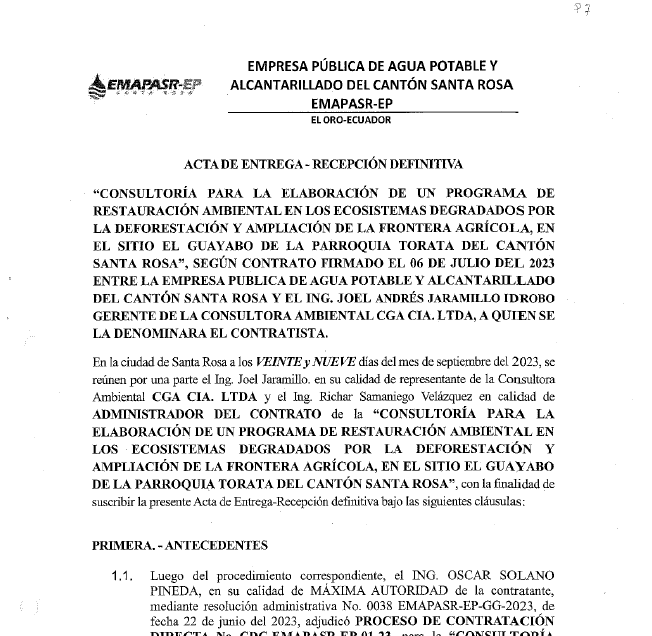 P7
EMPRESA PÚBLICA DE AGUA POTABLE Y
ALCANTARILLADO DEL CANTÓN SANTA ROSA
EMAPASR-EP
EL ORO-ECUADOR
EMAPASR-EP
SANTA ROSA
ACTA DE ENTREGA - RECEPCIÓN DEFINITIVA
“CONSULTORÍA PARA LA ELABORACIÓN DE UN PROGRAMA DE
RESTAURACIÓN AMBIENTAL EN LOS ECOSISTEMAS DEGRADADOS POR
LA DEFORESTACIÓN Y AMPLIACIÓN DE LA FRONTERA AGRÍCOLA, EN
EL SITIO EL GUAYABO DE LA PARROQUIA TORATA DEL CANTÓN
SANTA ROSA”, SEGÚN CONTRATO FIRMADO EL 06 DE JULIO DEL 2023
ENTRE LA EMPRESA PUBLICA DE AGUA POTABLE Y ALCANTARILLADO
DEL CANTÓN SANTA ROSA Y EL ING. JOEL ANDRÉS JARAMILLO IDROBO
GERENTE DE LA CONSULTORA AMBIENTAL CGA CIA. LTDA, A QUIEN SE
LA DENOMINARA EL CONTRATISTA.
En la ciudad de Santa Rosa a los VEINTE y NUEVE días del mes de septiembre del 2023, se
reúnen por una parte el Ing. Joel Jaramillo. en su calidad de representante de la Consultora
Ambiental CGA CIA. LTDA y el Ing. Richar Samaniego Velázquez en calidad de
ADMINISTRADOR DEL CONTRATO de la “CONSULTORÍA PARA LA
ELABORACIÓN DE UN PROGRAMA DE RESTAURACIÓN AMBIENTAL EN
LOS ECOSISTEMAS DEGRADADOS POR LA DEFORESTACIÓN Y
AMPLIACIÓN DE LA FRONTERA AGRÍCOLA, EN EL SITIO EL GUAYABO
DE LA PARROQUIA TORATA DEL CANTÓN SANTA ROSA”, con la finalidad de
suscribir la presente Acta de Entrega-Recepción definitiva bajo las siguientes cláusulas:
PRIMERA. - ANTECEDENTES
1.1. Luego del procedimiento correspondiente, el ING. OSCAR SOLANO
PINEDA, en su calidad de MÁXIMA AUTORIDAD de la contratante,
mediante resolución administrativa No. 0038 EMAPASR-EP-GG-2023, de
fecha 22 de junio del 2023, adjudicó PROCESO DE CONTRATACIÓN
DIRECTA No. CDC-EMAPASR-EP-01-23, para la “CONSULTORÍA